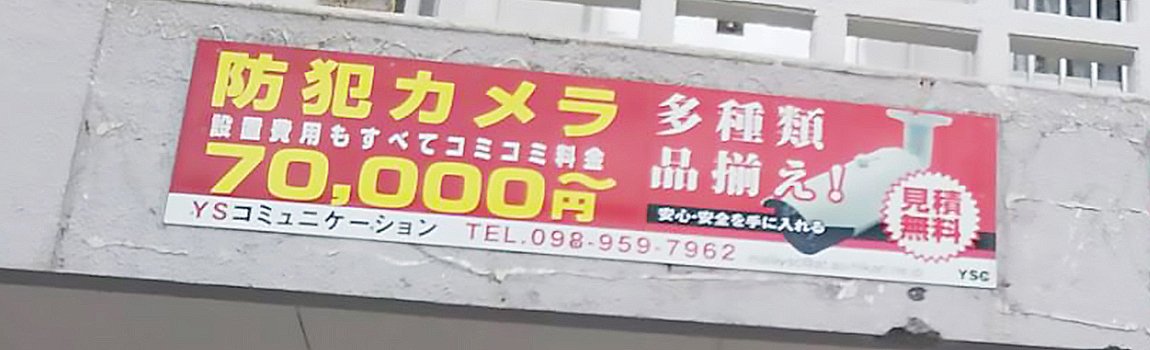 防犯カメラ
設置費用もすべてコミコミ料金
70,000円〜
YSコミュニケーション TEL.098-959-7962
多種類
品揃え!
安心・安全を手に入れる
見積
無料
YSC